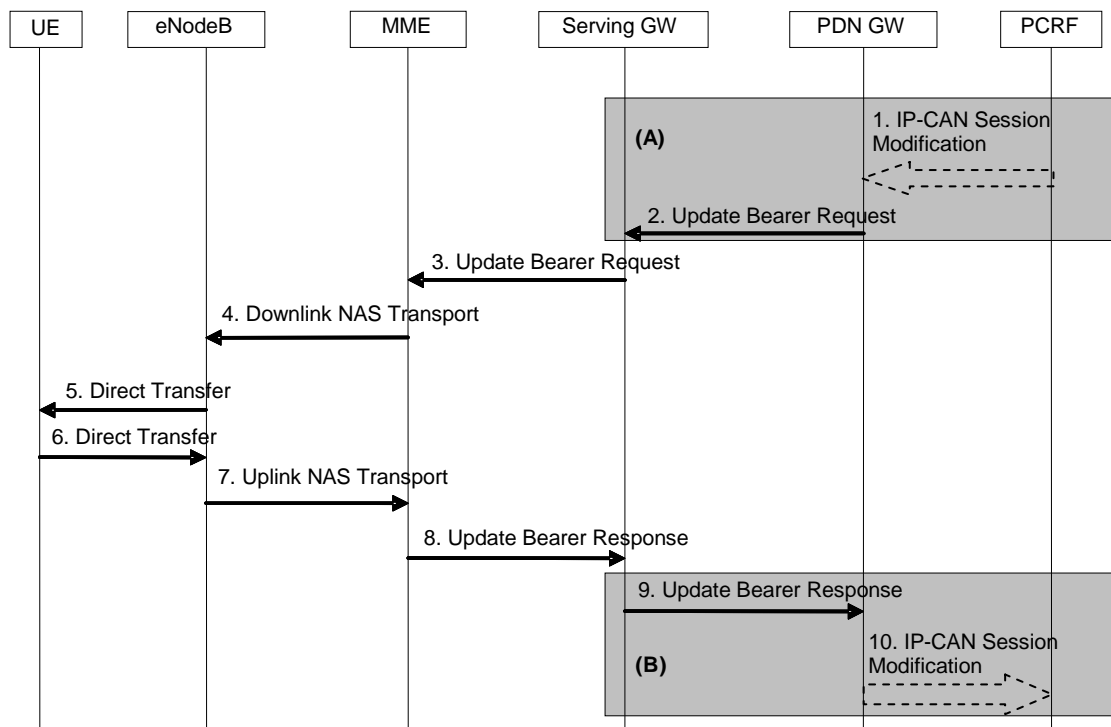 UE
eNodeB
MME
Serving GW
PDN GW
PCRF
(A)
1. IP-CAN Session
Modification
2. Update Bearer Request
3. Update Bearer Request
4. Downlink NAS Transport
5. Direct Transfer
6. Direct Transfer
7. Uplink NAS Transport
8. Update Bearer Response
9. Update Bearer Response
(B)
10. IP-CAN Session
Modification